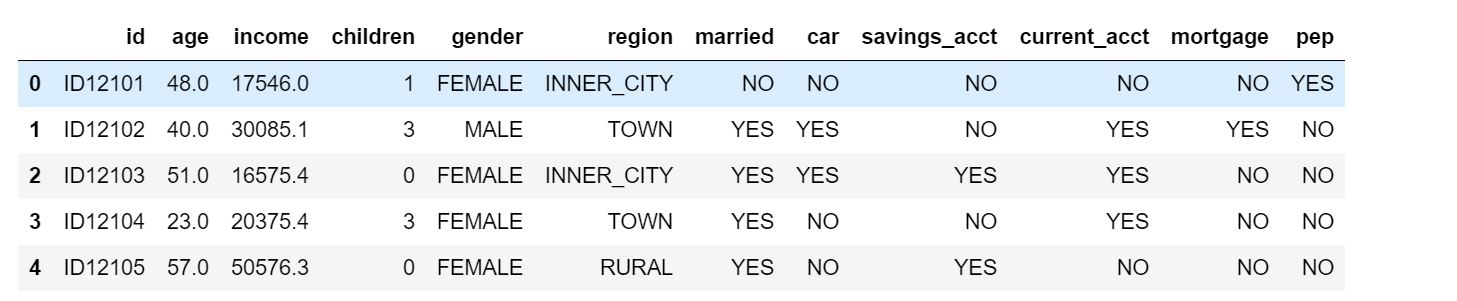 id age income children gender region married car savings_acct current_acct mortgage pep
0 ID12101 48.0 17546.0 1 FEMALE INNER_CITY NO NO NO NO NO YES
1 ID12102 40.0 30085.1 3 MALE TOWN YES YES NO YES YES NO
2 ID12103 51.0 16575.4 0 FEMALE INNER_CITY YES YES YES YES NO NO
3 ID12104 23.0 20375.4 3 FEMALE TOWN YES NO NO YES NO NO
4 ID12105 57.0 50576.3 0 FEMALE RURAL YES NO YES NO NO NO